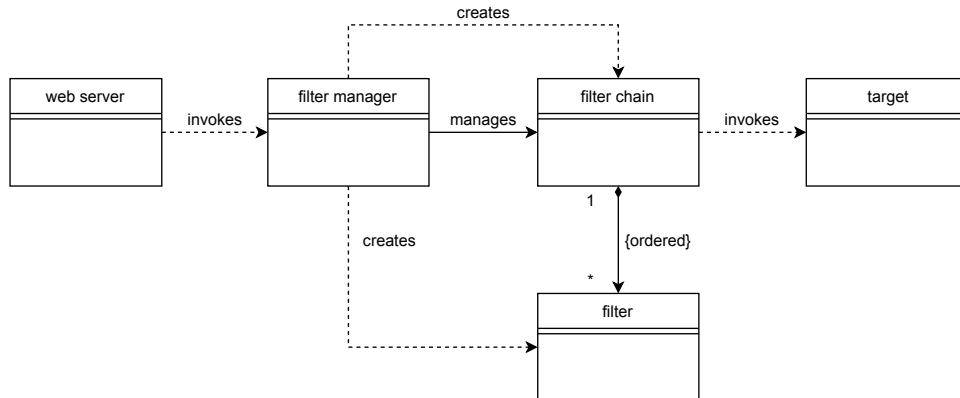 creates
web server
filter manager
filter chain
target
invokes
manages
invokes
1
creates
{ordered}
*
filter